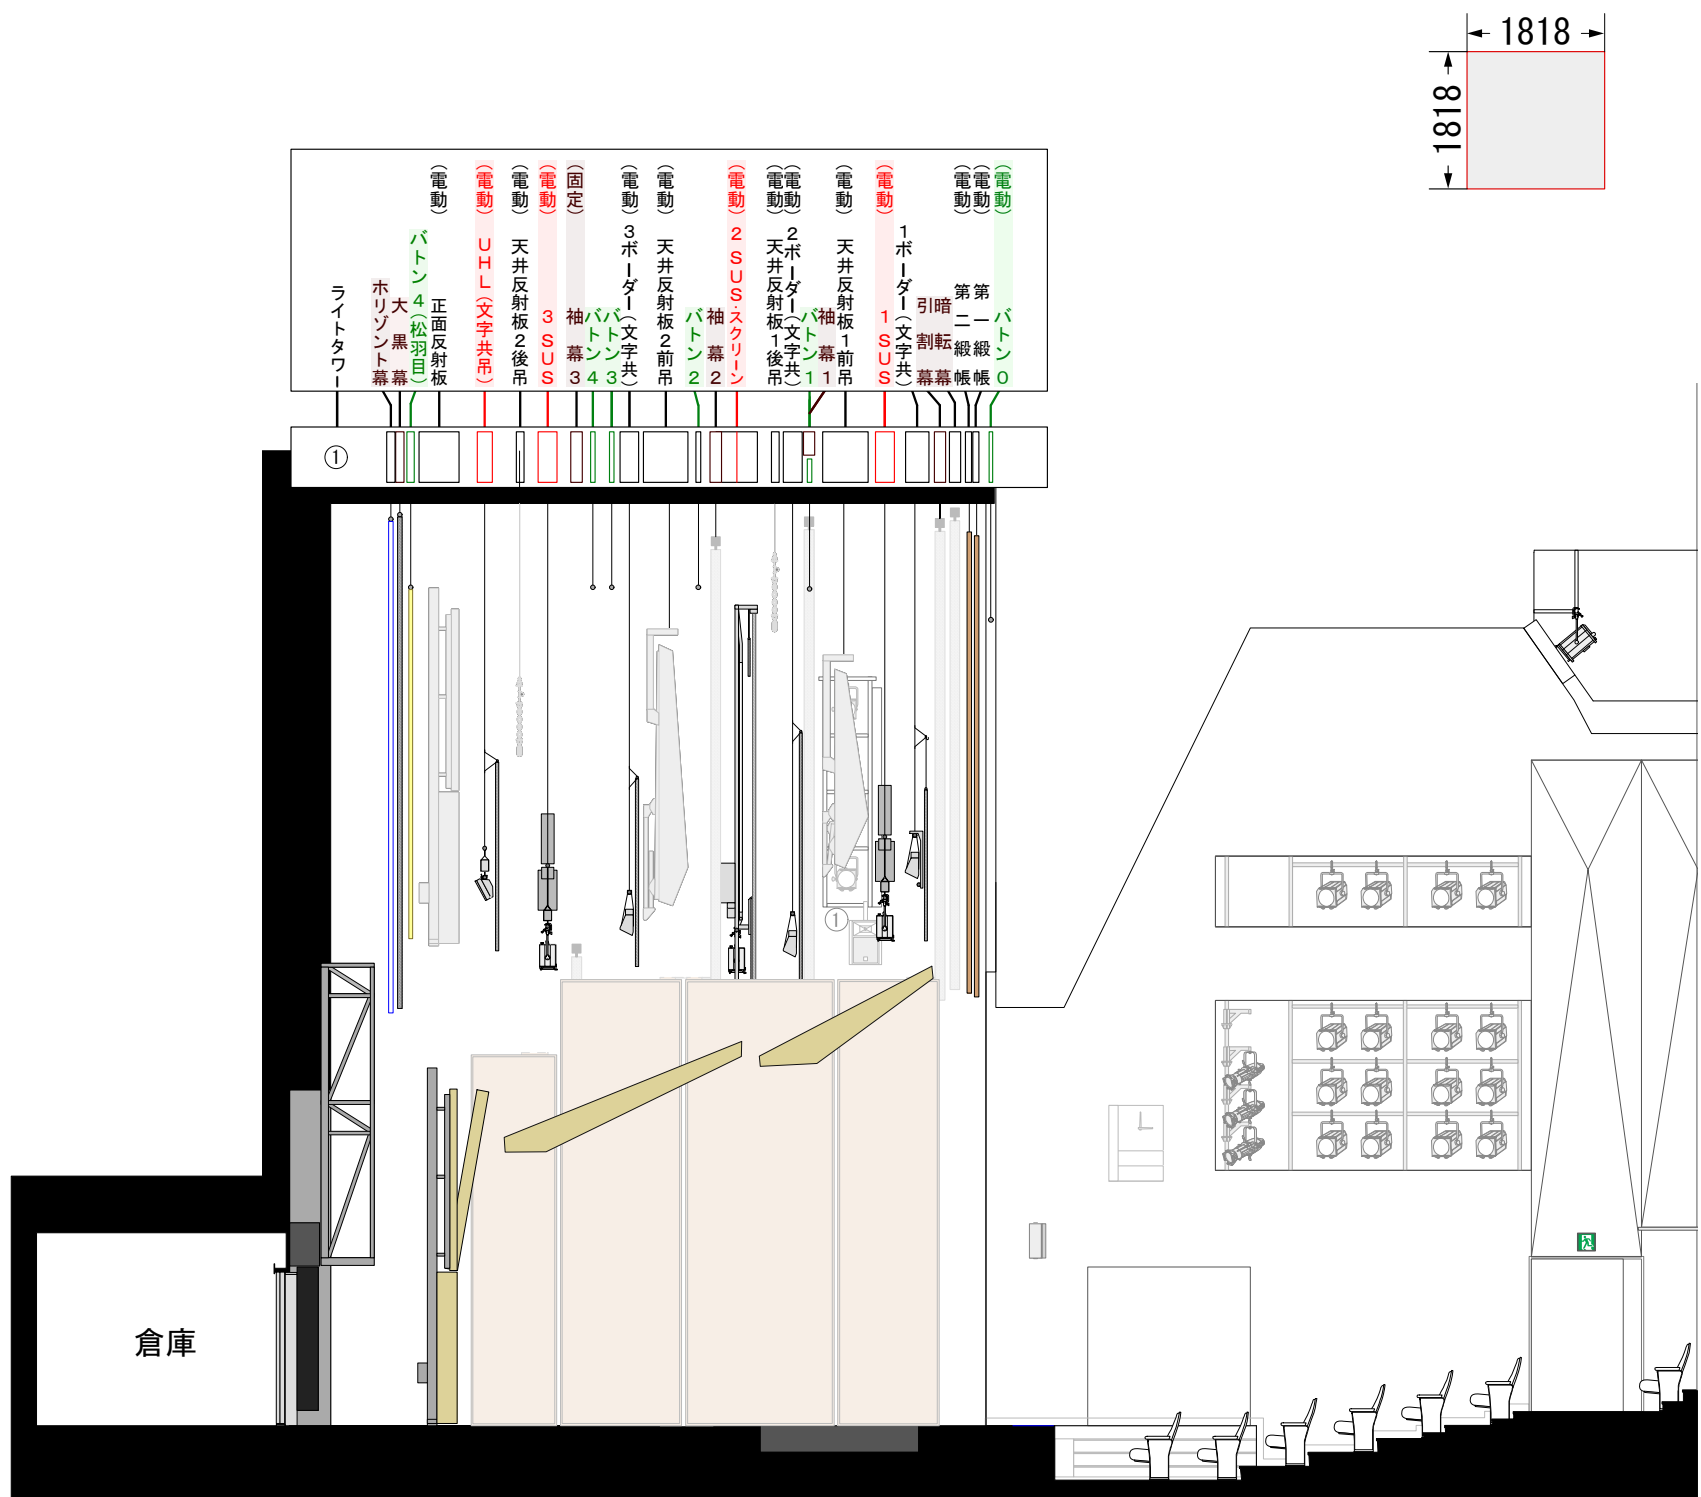 1818
1818
ライトタワー
ホリゾント幕
大黒幕
バトン4(松羽目)
(電動) 正面反射板
(電動) UHL(文字共吊)
(電動) 天井反射板2後吊
(電動) 3SUS
(固定) 袖幕3
バトン4
バトン3
(電動) 3ボーダー(文字共)
(電動) 天井反射板2前吊
バトン2
袖幕2
(電動) 2SUS・スクリーン
(電動) 天井反射板1後吊
(電動) 2ボーダー(文字共)
バトン1
袖幕1
(電動) 天井反射板1前吊
(電動) 1SUS
1ボーダー(文字共)
引割幕
暗転幕
(電動) 第二緞帳
(電動) 第一緞帳
(電動) バトン0
①
①
倉庫